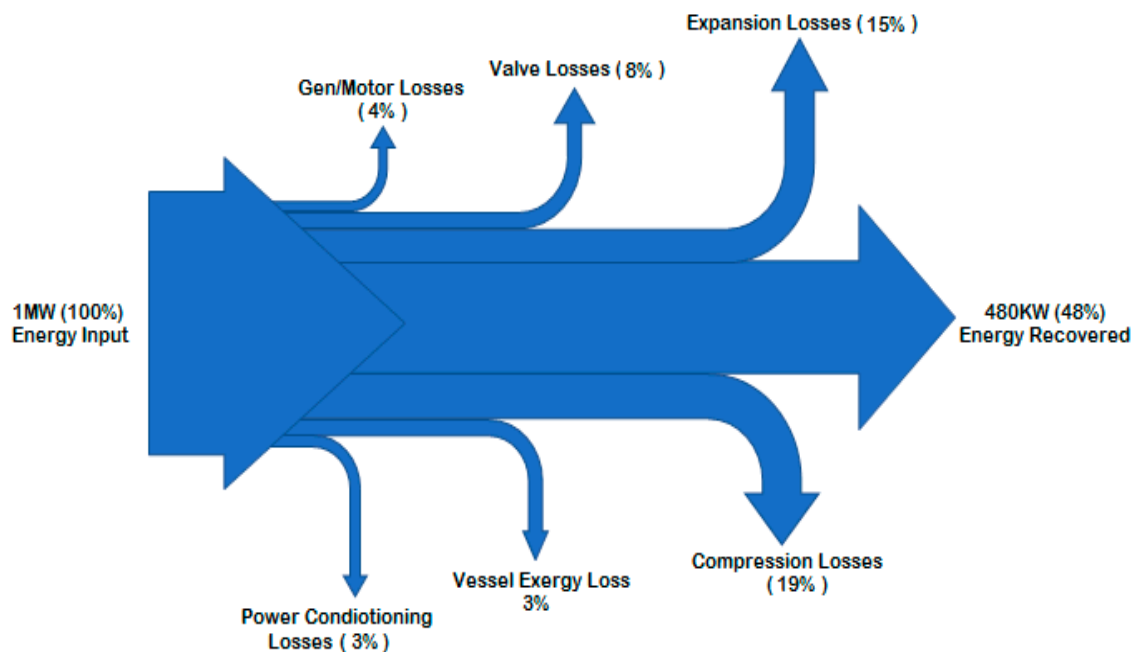 Expansion Losses ( 15% )
Valve Losses ( 8% )
Gen/Motor Losses
( 4% )
1MW (100%)
Energy Input
480KW (48%)
Energy Recovered
Compression Losses
( 19% )
Vessel Exergy Loss
3%
Power Condiotioning
Losses ( 3% )